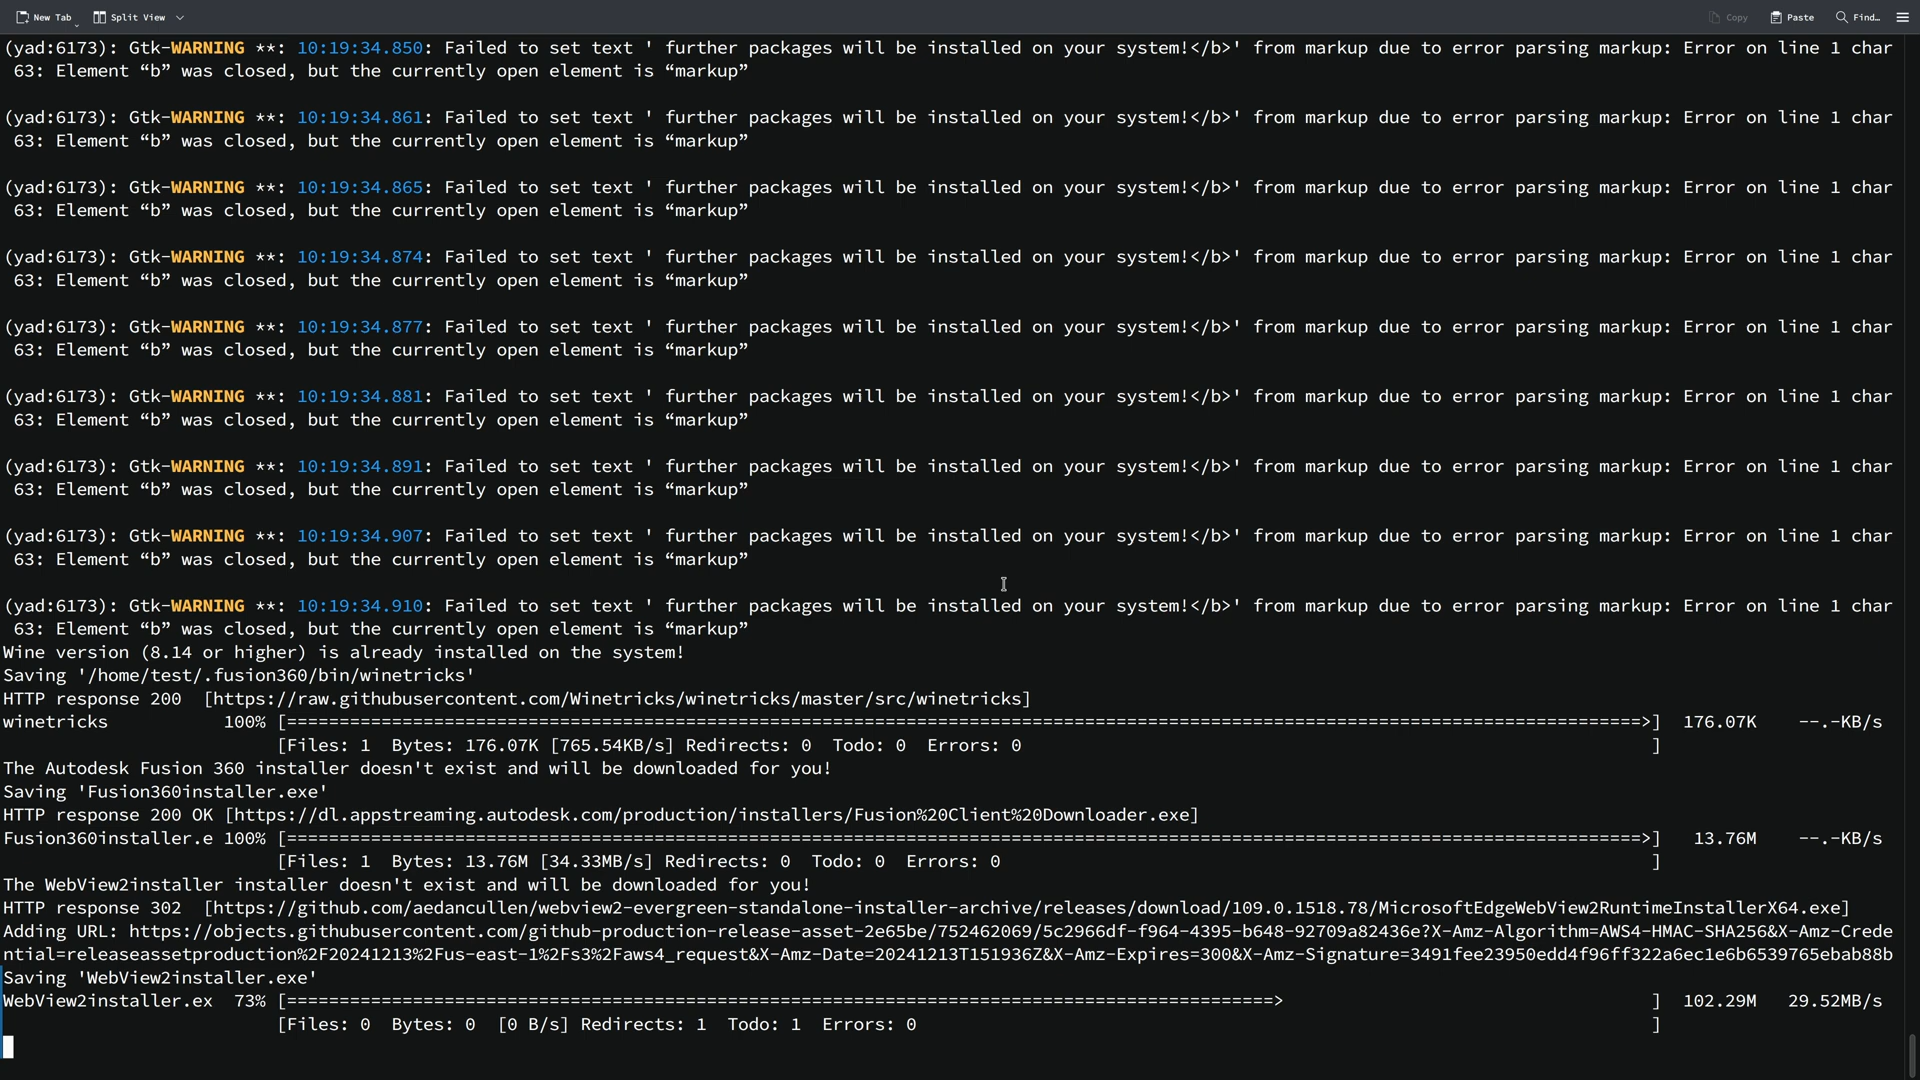 New Tab Split View Copy Paste Find…
(yad:6173): Gtk-WARNING **: 10:19:34.850: Failed to set text ' further packages will be installed on your system!</b>' from markup due to error parsing markup: Error on line 1 char
63: Element “b” was closed, but the currently open element is “markup”
(yad:6173): Gtk-WARNING **: 10:19:34.861: Failed to set text ' further packages will be installed on your system!</b>' from markup due to error parsing markup: Error on line 1 char
63: Element “b” was closed, but the currently open element is “markup”
(yad:6173): Gtk-WARNING **: 10:19:34.865: Failed to set text ' further packages will be installed on your system!</b>' from markup due to error parsing markup: Error on line 1 char
63: Element “b” was closed, but the currently open element is “markup”
(yad:6173): Gtk-WARNING **: 10:19:34.874: Failed to set text ' further packages will be installed on your system!</b>' from markup due to error parsing markup: Error on line 1 char
63: Element “b” was closed, but the currently open element is “markup”
(yad:6173): Gtk-WARNING **: 10:19:34.877: Failed to set text ' further packages will be installed on your system!</b>' from markup due to error parsing markup: Error on line 1 char
63: Element “b” was closed, but the currently open element is “markup”
(yad:6173): Gtk-WARNING **: 10:19:34.881: Failed to set text ' further packages will be installed on your system!</b>' from markup due to error parsing markup: Error on line 1 char
63: Element “b” was closed, but the currently open element is “markup”
(yad:6173): Gtk-WARNING **: 10:19:34.891: Failed to set text ' further packages will be installed on your system!</b>' from markup due to error parsing markup: Error on line 1 char
63: Element “b” was closed, but the currently open element is “markup”
(yad:6173): Gtk-WARNING **: 10:19:34.907: Failed to set text ' further packages will be installed on your system!</b>' from markup due to error parsing markup: Error on line 1 char
63: Element “b” was closed, but the currently open element is “markup”
(yad:6173): Gtk-WARNING **: 10:19:34.910: Failed to set text ' further packages will be installed on your system!</b>' from markup due to error parsing markup: Error on line 1 char
63: Element “b” was closed, but the currently open element is “markup”
Wine version (8.14 or higher) is already installed on the system!
Saving '/home/test/.fusion360/bin/winetricks'
HTTP response 200  [https://raw.githubusercontent.com/Winetricks/winetricks/master/src/winetricks]
winetricks           100% [=================================================================================================================================>]  176.07K    --.-KB/s
[Files: 1  Bytes: 176.07K [765.54KB/s] Redirects: 0  Todo: 0  Errors: 0                                                             ]
The Autodesk Fusion 360 installer doesn't exist and will be downloaded for you!
Saving 'Fusion360installer.exe'
HTTP response 200 OK [https://dl.appstreaming.autodesk.com/production/installers/Fusion%20Client%20Downloader.exe]
Fusion360installer.e 100% [=================================================================================================================================>]   13.76M    --.-KB/s
[Files: 1  Bytes: 13.76M [34.33MB/s] Redirects: 0  Todo: 0  Errors: 0                                                               ]
The WebView2installer installer doesn't exist and will be downloaded for you!
HTTP response 302  [https://github.com/aedancullen/webview2-evergreen-standalone-installer-archive/releases/download/109.0.1518.78/MicrosoftEdgeWebView2RuntimeInstallerX64.exe]
Adding URL: https://objects.githubusercontent.com/github-production-release-asset-2e65be/752462069/5c2966df-f964-4395-b648-92709a82436e?X-Amz-Algorithm=AWS4-HMAC-SHA256&X-Amz-Crede
ntial=releaseassetproduction%2F20241213%2Fus-east-1%2Fs3%2Faws4_request&X-Amz-Date=20241213T151936Z&X-Amz-Expires=300&X-Amz-Signature=3491fee23950edd4f96ff322a6ec1e6b6539765ebab88b
Saving 'WebView2installer.exe'
WebView2installer.ex  73% [==============================================================================================>                                   ]  102.29M   29.52MB/s
[Files: 0  Bytes: 0  [0 B/s] Redirects: 1  Todo: 1  Errors: 0                                                                       ]